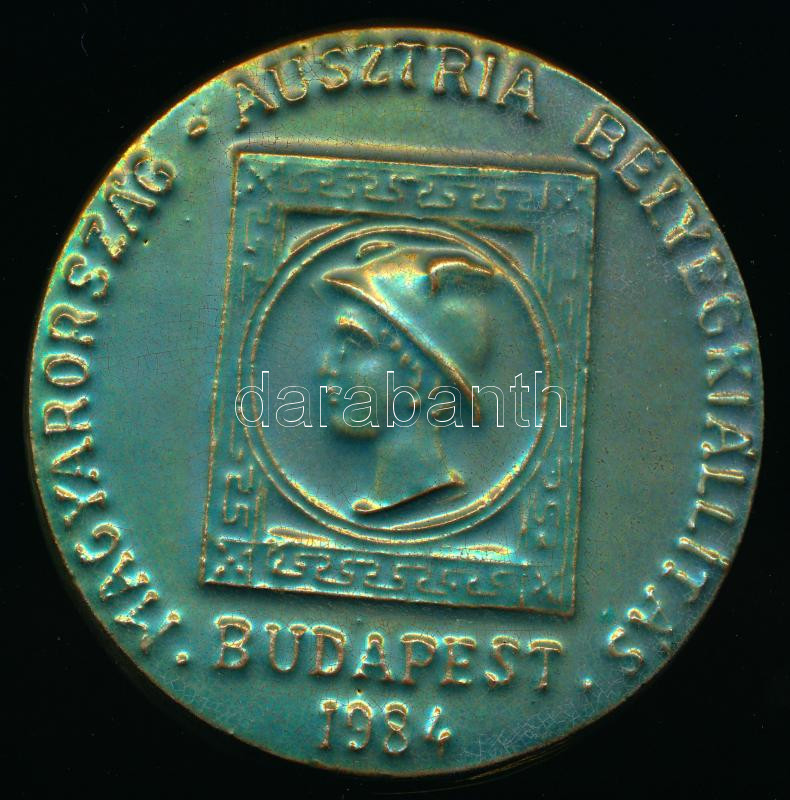 MAGYARORSZÁG · AUSZTRIA BÉLYEGKIÁLLÍTÁS
· BUDAPEST ·
1984
darabanth